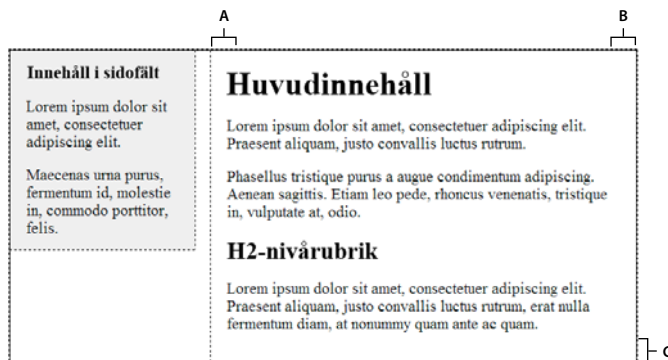 A
B
Innehåll i sidofält
Lorem ipsum dolor sit
amet, consectetuer
adipiscing elit.
Maecenas urna purus,
fermentum id, molestie
in, commodo porttitor,
felis.
Huvudinnehåll
Lorem ipsum dolor sit amet, consectetuer adipiscing elit.
Praesent aliquam, justo convallis luctus rutrum.
Phasellus tristique purus a augue condimentum adipiscing.
Aenean sagittis. Etiam leo pede, rhoncus venenatis, tristique
in, vulputate at, odio.
H2-nivårubrik
Lorem ipsum dolor sit amet, consectetuer adipiscing elit.
Praesent aliquam, justo convallis luctus rutrum, erat nulla
fermentum diam, at nonummy quam ante ac quam.